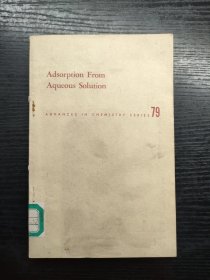 Adsorption From
Aqueous Solution
ADVANCES IN CHEMISTRY SERIES 79